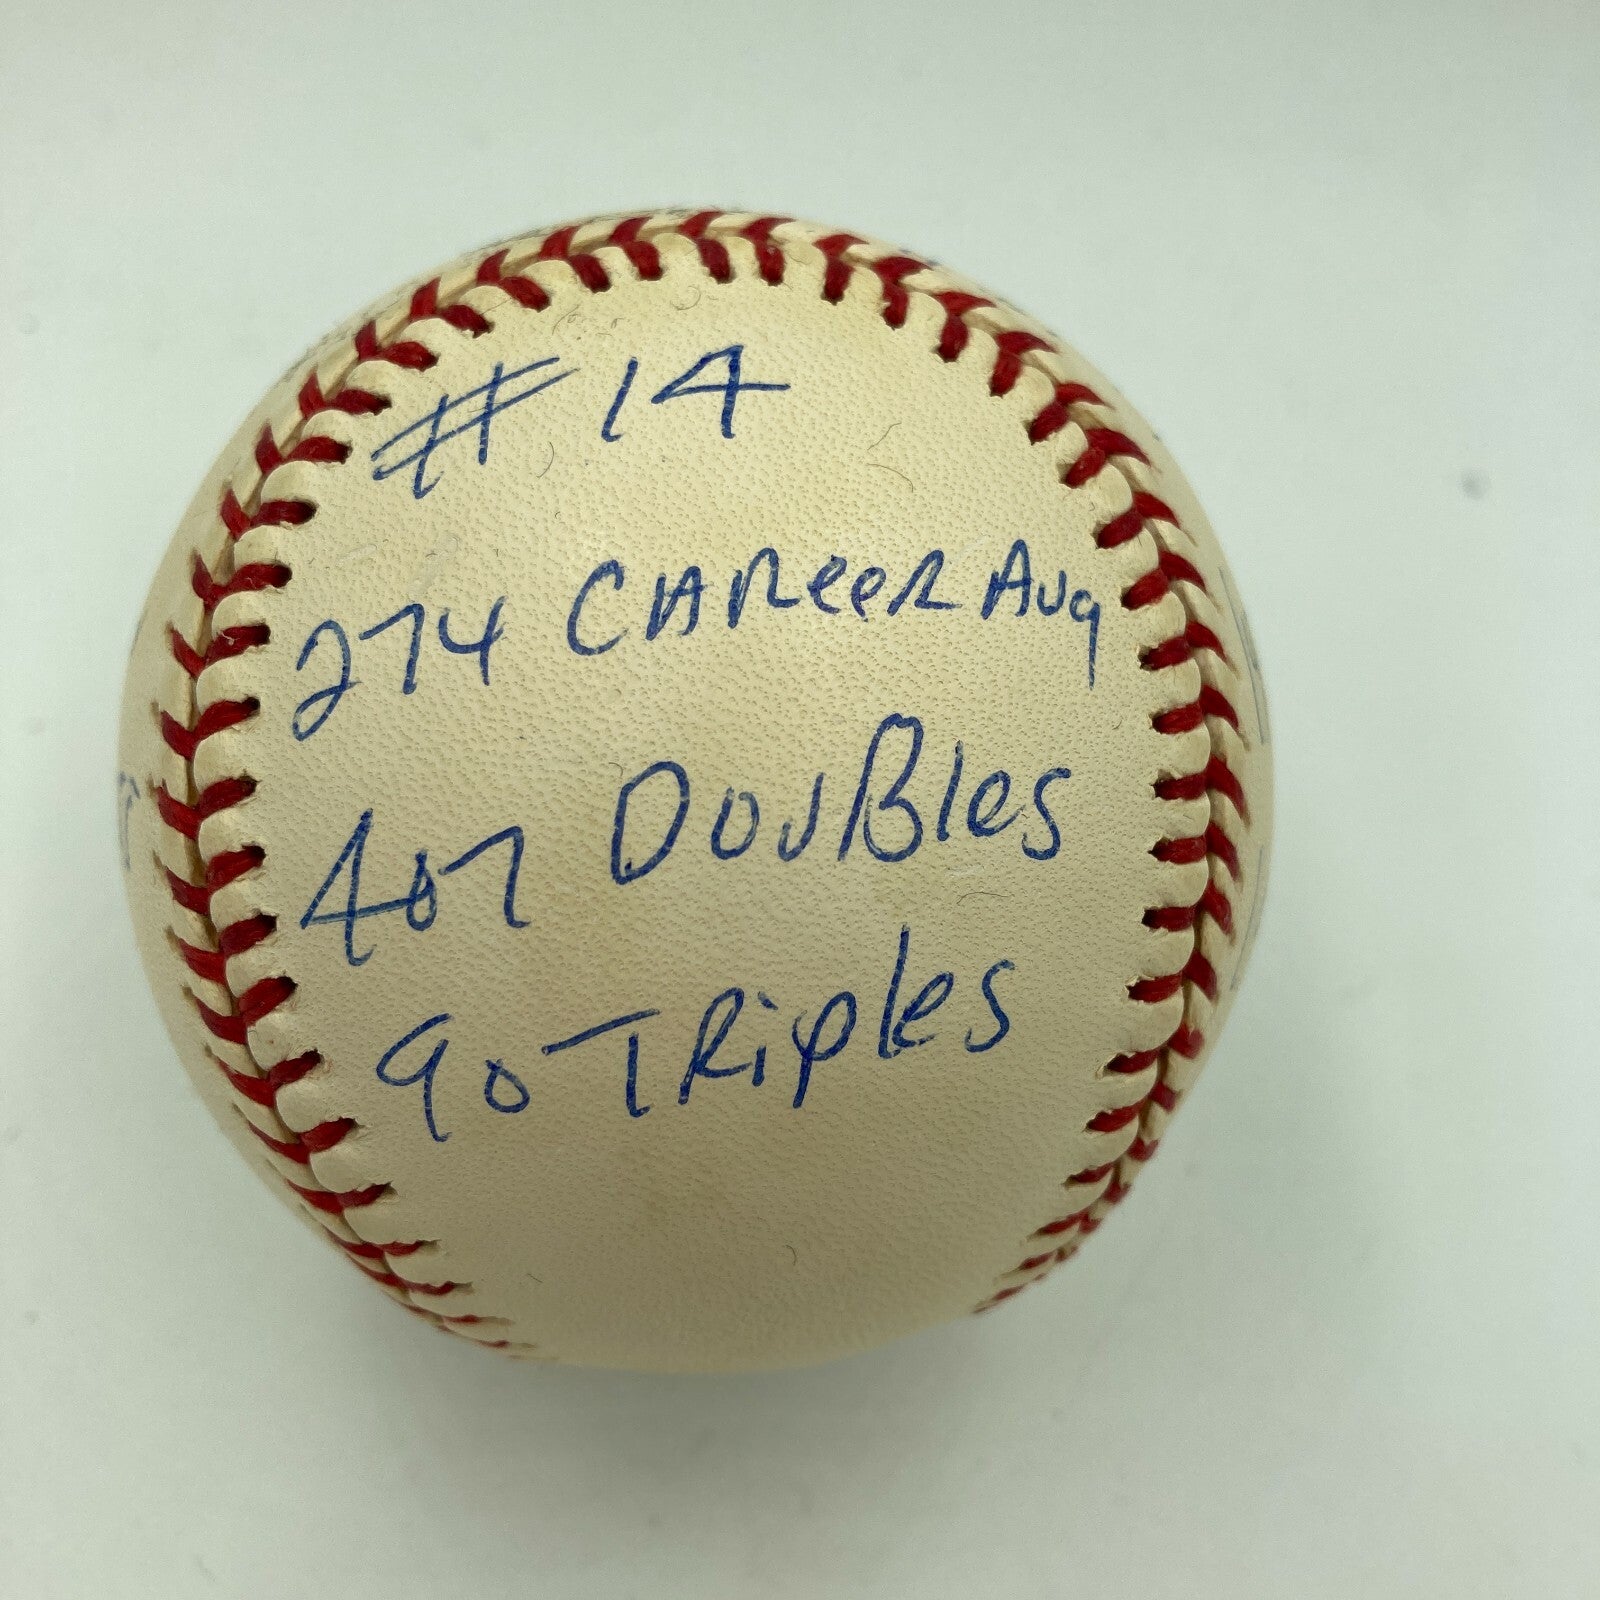 #14
274 CAReeR Avg
407 DouBles
90 TRiples